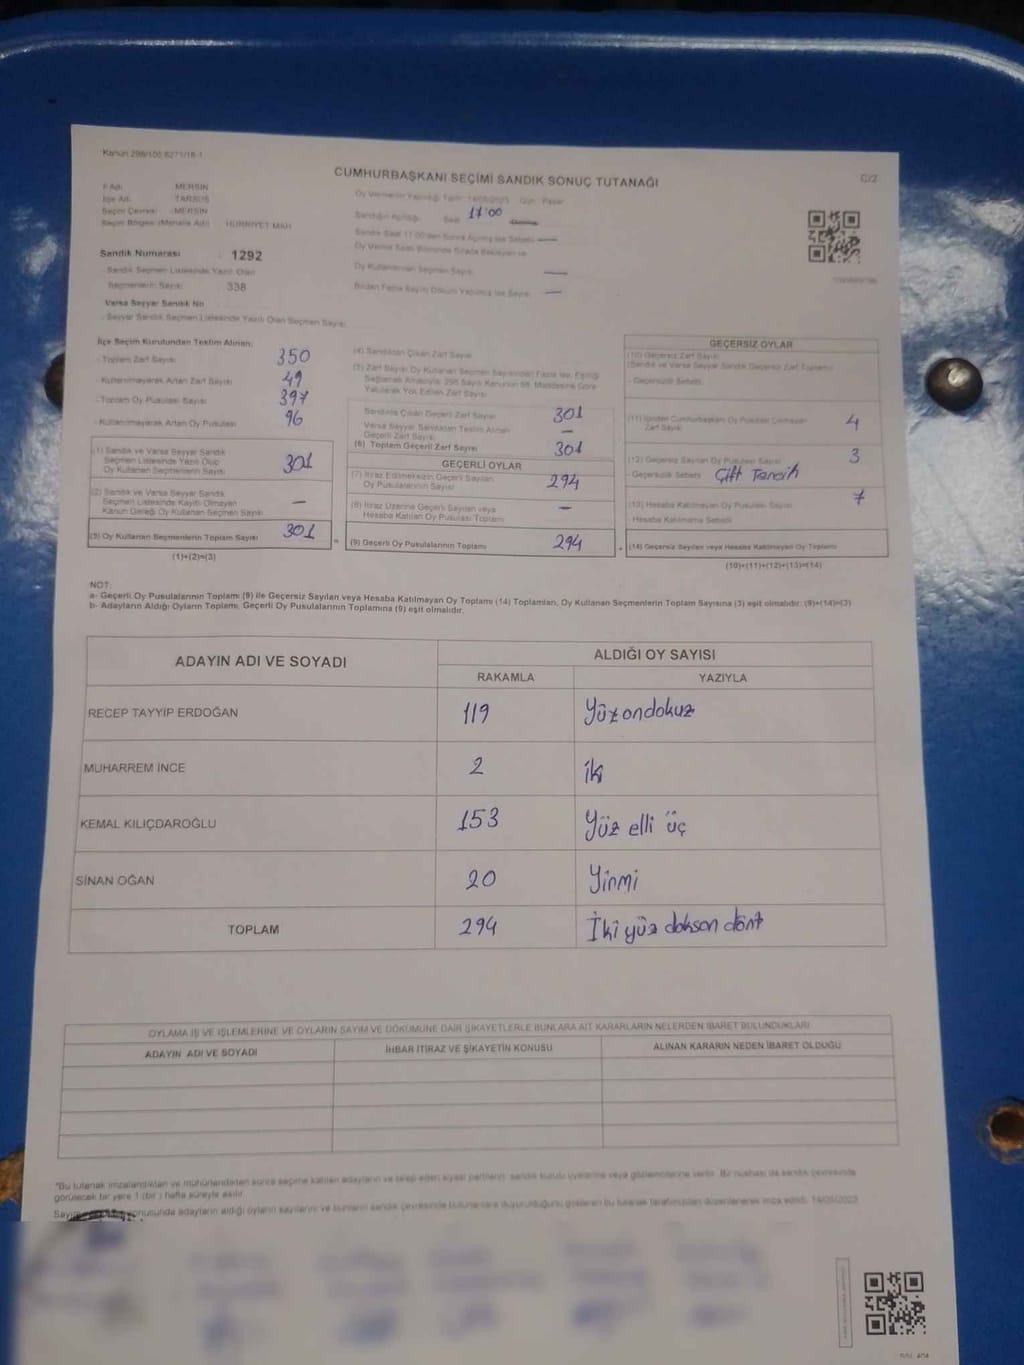 Kanun 298/105,6271/18-1
CUMHURBAŞKANI SEÇİMİ SANDIK SONUÇ TUTANAĞI
C/2
İl Adı : MERSİN
İlçe Adı : TARSUS
Seçim Çevresi : MERSİN
Seçim Bölgesi (Mahalle Adı) HÜRRİYET MAH
Sandık Numarası : 1292
Sandık Seçmen Listesinde Yazılı Olan
Seçmenlerin Sayısı 338
Varsa Seyyar Sandık No
- Seyyar Sandık Seçmen Listesinde Yazılı Olan Seçmen Sayısı:
Oy Vermenin Yapıldığı Tarih: 14/05/2023 Gün: Pazar
Sandığın Açıldığı Saat 17:00
Sandık Saat 17:00'den Sonra Açılmış İse Sebebi —
Oy Verme Saati Bitiminde Sırada Bekleyen ve
Oy Kullandırılan Seçmen Sayısı —
Birden Fazla Sayım Döküm Yapılmış İse Sayısı —
İlçe Seçim Kurulundan Teslim Alınan:
- Toplam Zarf Sayısı 350
- Kullanılmayarak Artan Zarf Sayısı 49
- Toplam Oy Pusulası Sayısı 397
- Kullanılmayarak Artan Oy Pusulası 96
(1) Sandık ve Varsa Seyyar Sandık
Seçmen Listesinde Yazılı Olup
Oy Kullanan Seçmenlerin Sayısı 301
(2) Sandık ve Varsa Seyyar Sandık
Seçmen Listesinde Kayıtlı Olmayan
Kanun Gereği Oy Kullanan Seçmen Sayısı —
(3) Oy Kullanan Seçmenlerin Toplam Sayısı 301
(1)+(2)=(3)
(4) Sandıktan Çıkan Zarf Sayısı
(5) Zarf Sayısı Oy Kullanan Seçmen Sayısından Fazla İse, Eşitliği
Sağlamak Amacıyla; 298 Sayılı Kanunun 98. Maddesine Göre
Yakılarak Yok Edilen Zarf Sayısı
Sandıkta Çıkan Geçerli Zarf Sayısı 301
Varsa Seyyar Sandıktan Teslim Alınan
Geçerli Zarf Sayısı —
(6) Toplam Geçerli Zarf Sayısı 301
GEÇERLİ OYLAR
(7) İtiraz Edilmeksizin Geçerli Sayılan
Oy Pusulalarının Sayısı 294
(8) İtiraz Üzerine Geçerli Sayılan veya
Hesaba Katılan Oy Pusulası Toplamı —
(9) Geçerli Oy Pusulalarının Toplamı 294
GEÇERSİZ OYLAR
(10) Geçersiz Zarf Sayısı
(Sandık ve Varsa Seyyar Sandık Geçersiz Zarf Toplamı)
- Geçersizlik Sebebi
(11) İçinden Cumhurbaşkanı Oy Pusulası Çıkmayan
Zarf Sayısı 4
(12) Geçersiz Sayılan Oy Pusulası Sayısı 3
- Geçersizlik Sebebi Çift Tercih
(13) Hesaba Katılmayan Oy Pusulası Sayısı 7
Hesaba Katılmama Sebebi
(14) Geçersiz Sayılan veya Hesaba Katılmayan Oy Toplamı
(10)+(11)+(12)+(13)=(14)
NOT:
a- Geçerli Oy Pusulalarının Toplamı (9) ile Geçersiz Sayılan veya Hesaba Katılmayan Oy Toplamı (14) Toplamları, Oy Kullanan Seçmenlerin Toplam Sayısına (3) eşit olmalıdır. (9)+(14)=(3)
b- Adayların Aldığı Oyların Toplamı, Geçerli Oy Pusulalarının Toplamına (9) eşit olmalıdır.
ADAYIN ADI VE SOYADI
ALDIĞI OY SAYISI
RAKAMLA YAZIYLA
RECEP TAYYİP ERDOĞAN 119 Yüzondokuz
MUHARREM İNCE 2 iki
KEMAL KILIÇDAROĞLU 153 Yüz elli üç
SİNAN OĞAN 20 Yirmi
TOPLAM 294 İki yüz doksan dört
OYLAMA İŞ VE İŞLEMLERİNE VE OYLARIN SAYIM VE DÖKÜMÜNE DAİR ŞİKAYETLERLE BUNLARA AİT KARARLARIN NELERDEN İBARET BULUNDUKLARI
ADAYIN ADI VE SOYADI İHBAR İTİRAZ VE ŞİKAYETİN KONUSU ALINAN KARARIN NEDEN İBARET OLDUĞU
*Bu tutanak imzalandıktan ve mühürlendikten sonra seçime katılan adayların ve talep eden siyasi partilerin, sandık kurulu üyelerine veya gözlemcilerine verilir. Bir nüshası da sandık çevresinde
görülecek bir yere 1 (bir) hafta süreyle asılır.
Sayım sonucunda adayların aldığı oyların sayılarını ve bunların sandık çevresinde bulunanlara duyurulduğunu gösteren bu tutanak tarafımızdan düzenlenerek imza edildi. 14/05/2023